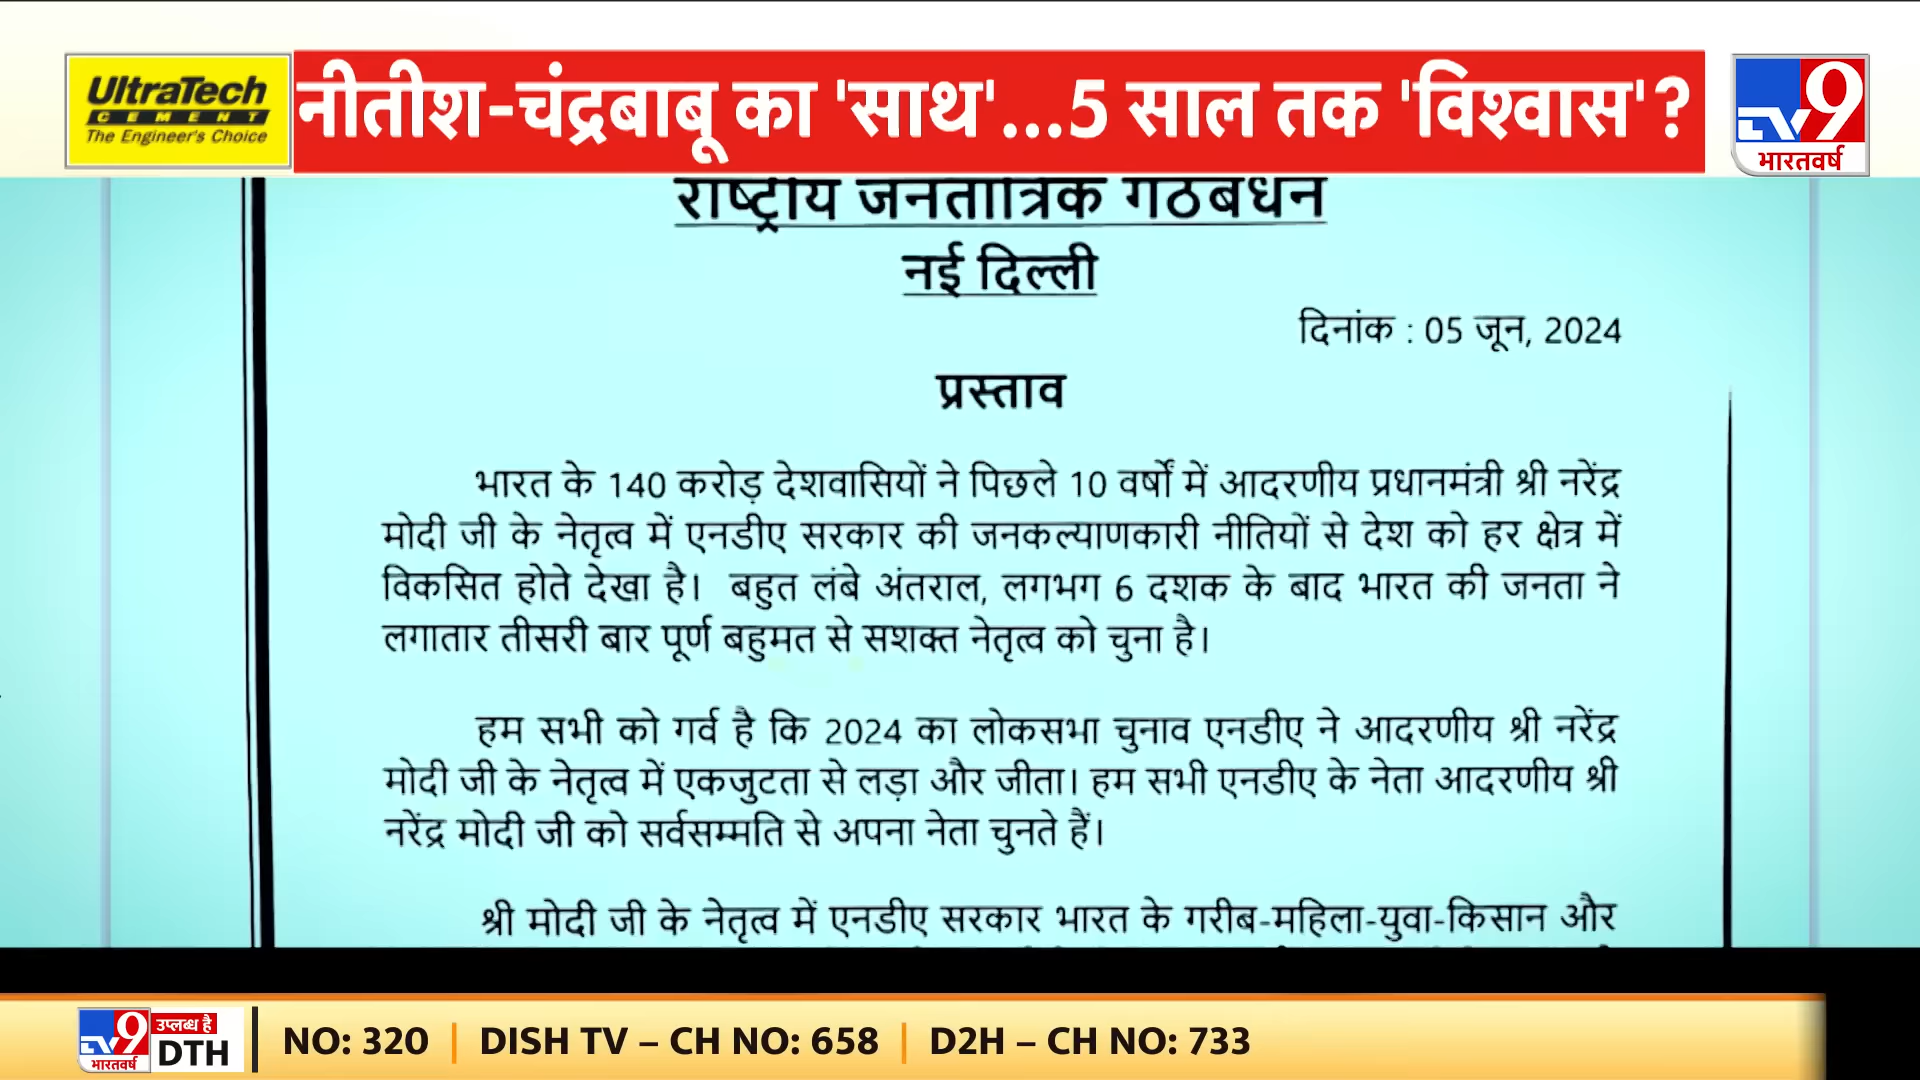 UltraTech
CEMENT
The Engineer's Choice
नीतीश-चंद्रबाबू का 'साथ'...5 साल तक 'विश्वास'?
TV9
भारतवर्ष
राष्ट्रीय जनतांत्रिक गठबंधन
नई दिल्ली
दिनांक : 05 जून, 2024
प्रस्ताव
भारत के 140 करोड़ देशवासियों ने पिछले 10 वर्षों में आदरणीय प्रधानमंत्री श्री नरेंद्र
मोदी जी के नेतृत्व में एनडीए सरकार की जनकल्याणकारी नीतियों से देश को हर क्षेत्र में
विकसित होते देखा है। बहुत लंबे अंतराल, लगभग 6 दशक के बाद भारत की जनता ने
लगातार तीसरी बार पूर्ण बहुमत से सशक्त नेतृत्व को चुना है।
हम सभी को गर्व है कि 2024 का लोकसभा चुनाव एनडीए ने आदरणीय श्री नरेंद्र
मोदी जी के नेतृत्व में एकजुटता से लड़ा और जीता। हम सभी एनडीए के नेता आदरणीय श्री
नरेंद्र मोदी जी को सर्वसम्मति से अपना नेता चुनते हैं।
श्री मोदी जी के नेतृत्व में एनडीए सरकार भारत के गरीब-महिला-युवा-किसान और
TV9
भारतवर्ष
उपलब्ध है
DTH
NO: 320 | DISH TV – CH NO: 658 | D2H – CH NO: 733